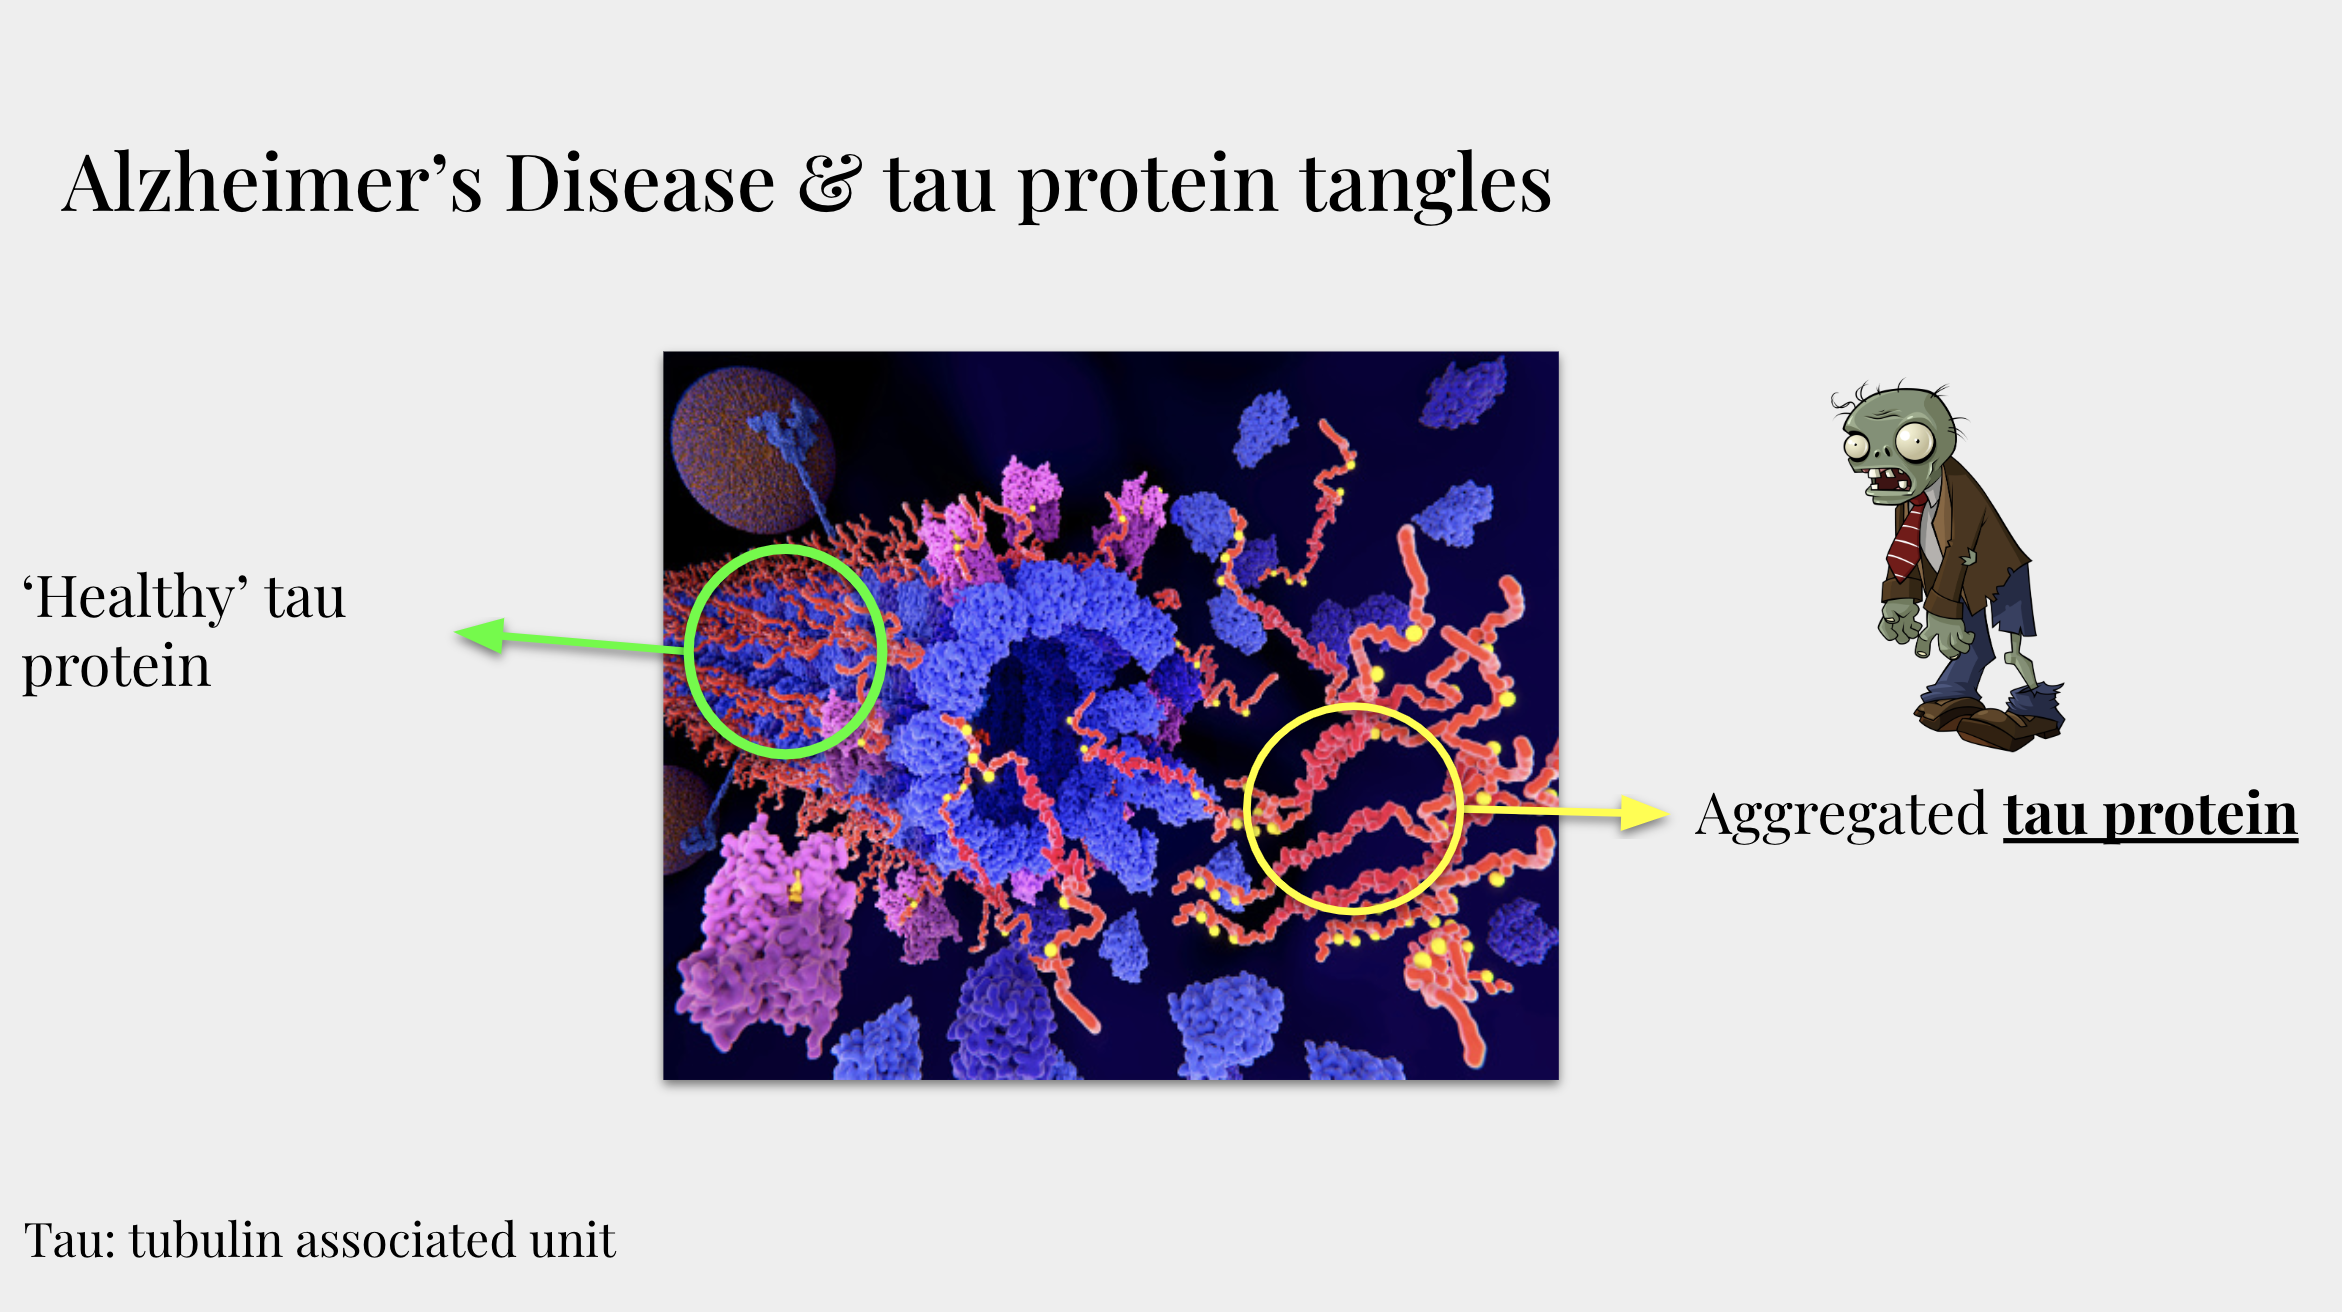 Alzheimer’s Disease & tau protein tangles
‘Healthy’ tau
protein
Aggregated tau protein
Tau: tubulin associated unit